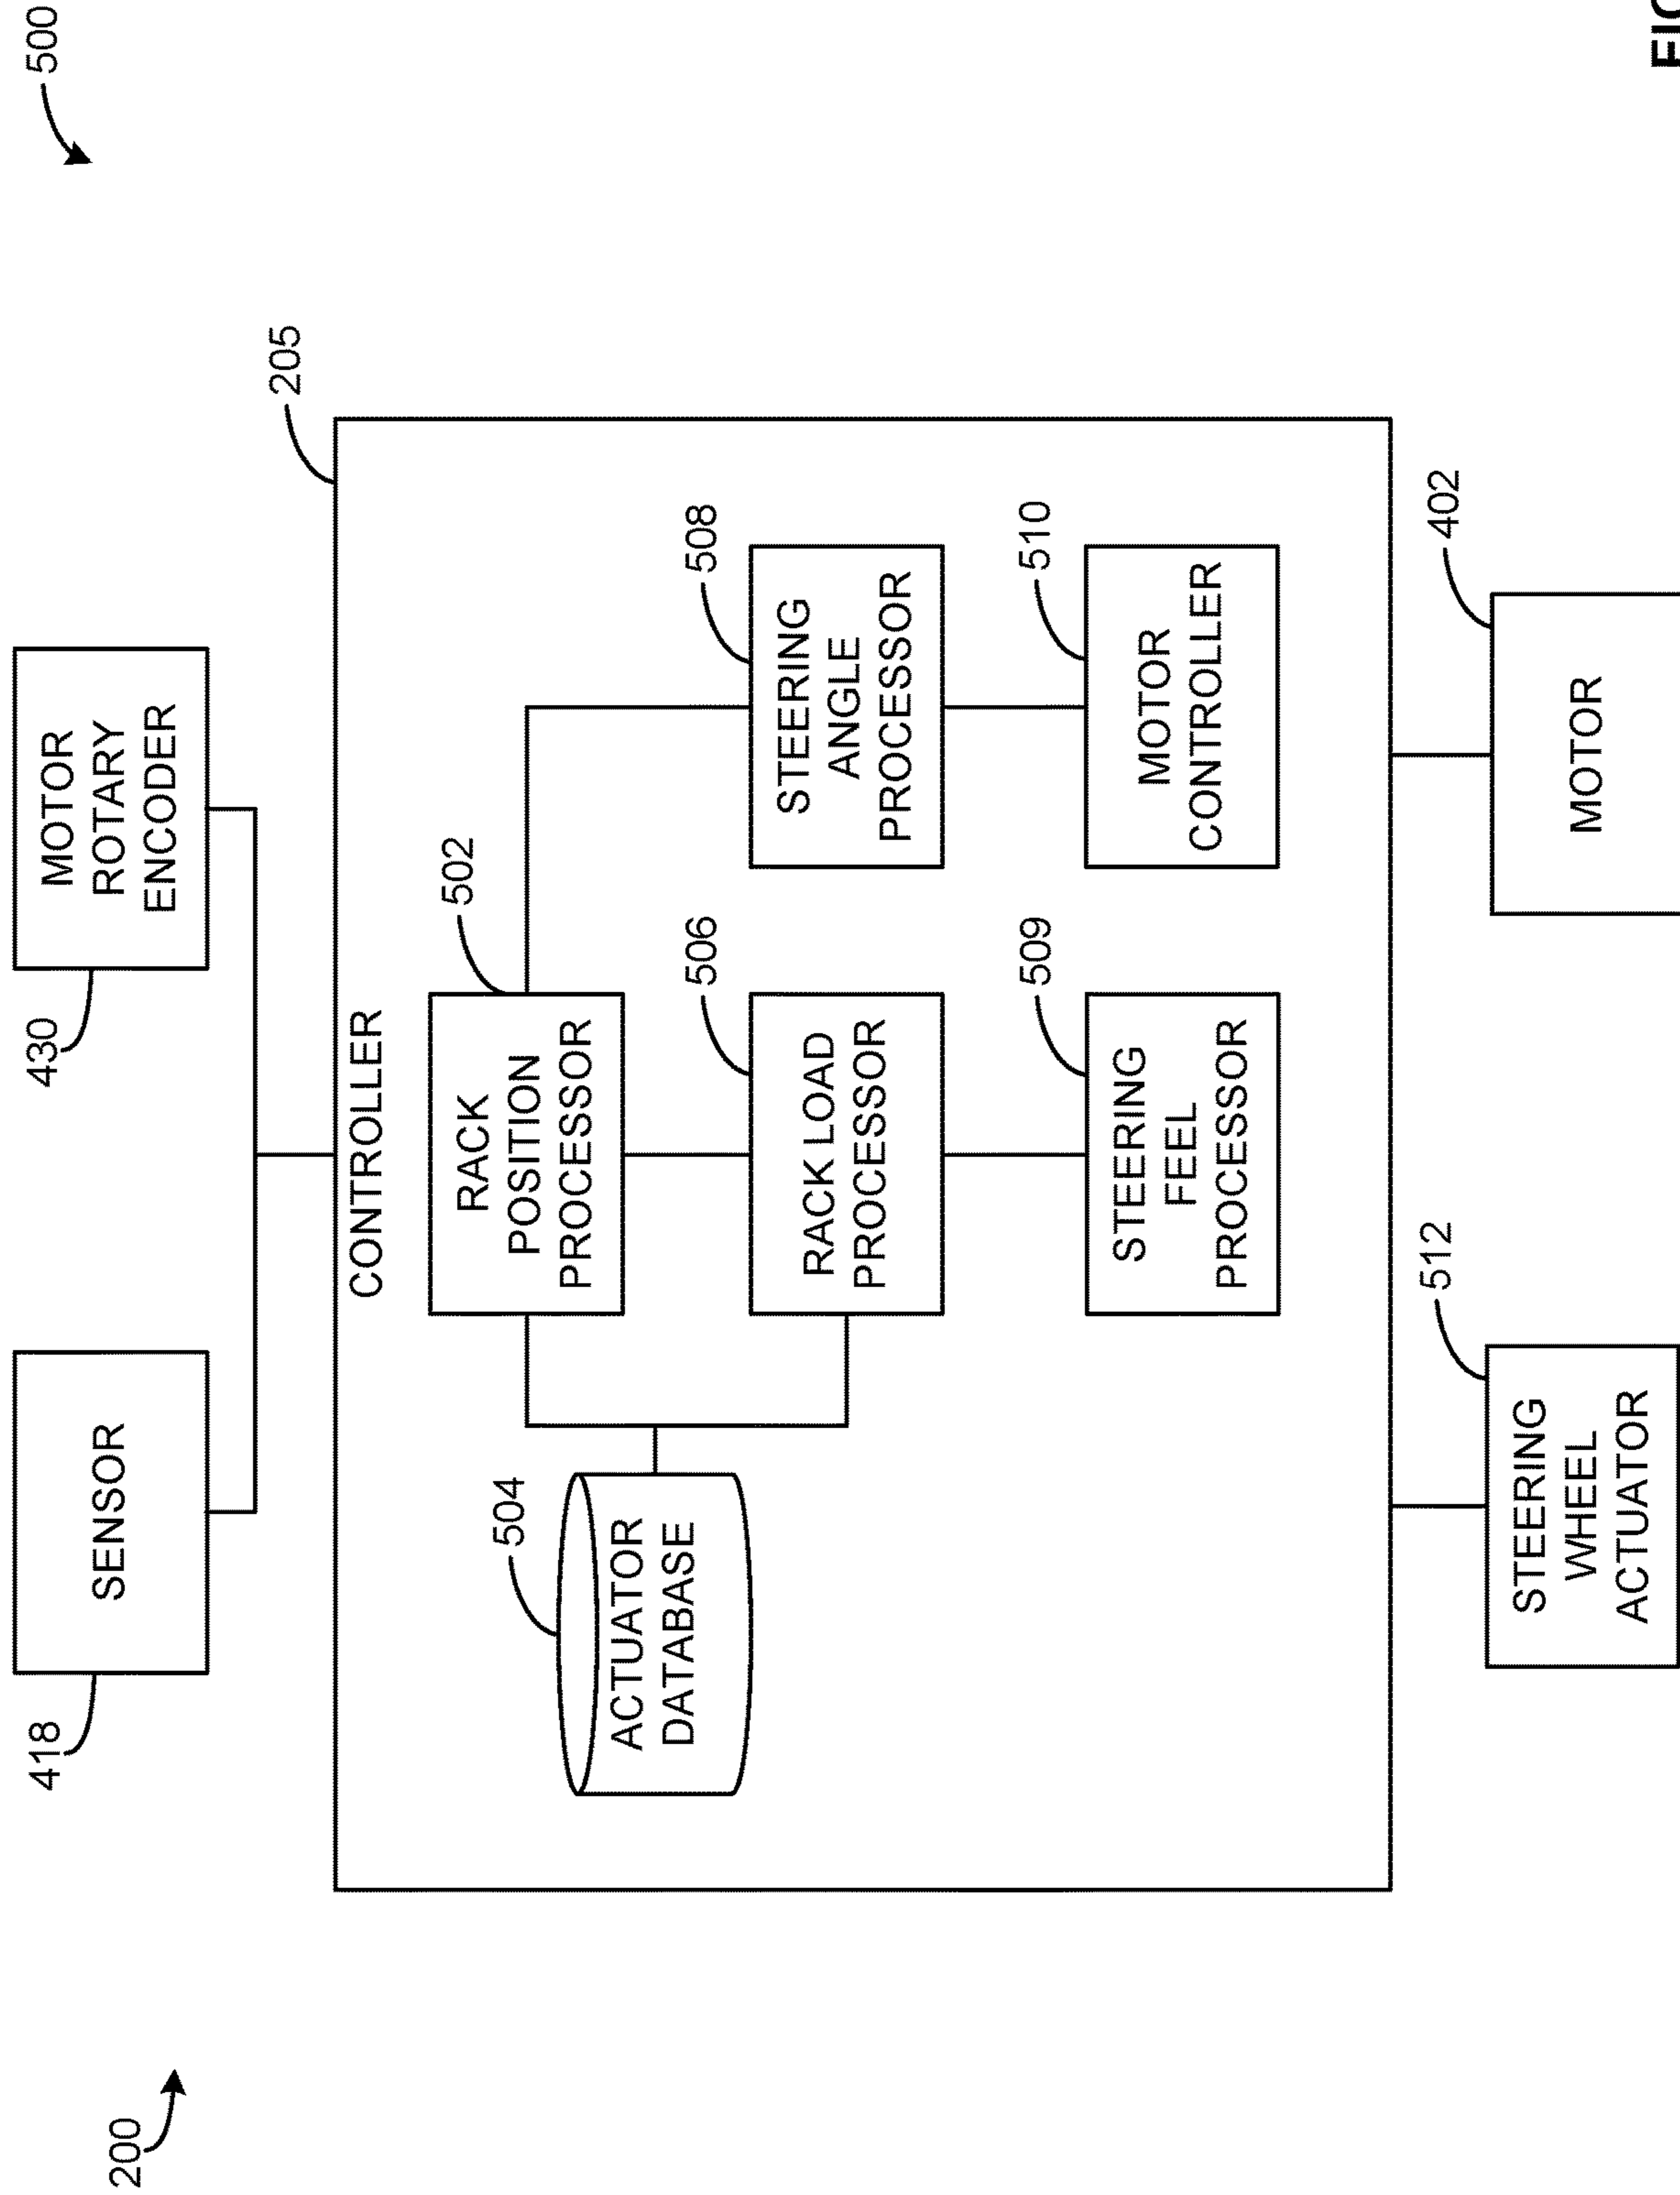 500
418
430
SENSOR
MOTOR
ROTARY
ENCODER
200
205
CONTROLLER
502
RACK
POSITION
PROCESSOR
504
ACTUATOR
DATABASE
506
RACK LOAD
PROCESSOR
508
STEERING
ANGLE
PROCESSOR
509
STEERING
FEEL
PROCESSOR
510
MOTOR
CONTROLLER
512
STEERING
WHEEL
ACTUATOR
402
MOTOR